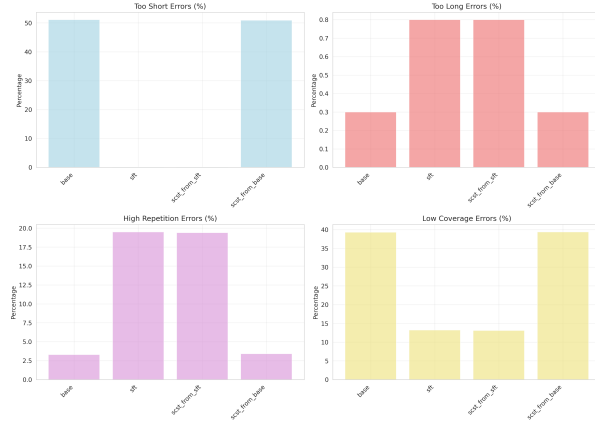 Too Short Errors (%)
Percentage
50
40
30
20
10
0
base
sft
scst_from_sft
scst_from_base
Too Long Errors (%)
Percentage
0.8
0.7
0.6
0.5
0.4
0.3
0.2
0.1
0.0
base
sft
scst_from_sft
scst_from_base
High Repetition Errors (%)
Percentage
20.0
17.5
15.0
12.5
10.0
7.5
5.0
2.5
0.0
base
sft
scst_from_sft
scst_from_base
Low Coverage Errors (%)
Percentage
40
35
30
25
20
15
10
5
0
base
sft
scst_from_sft
scst_from_base